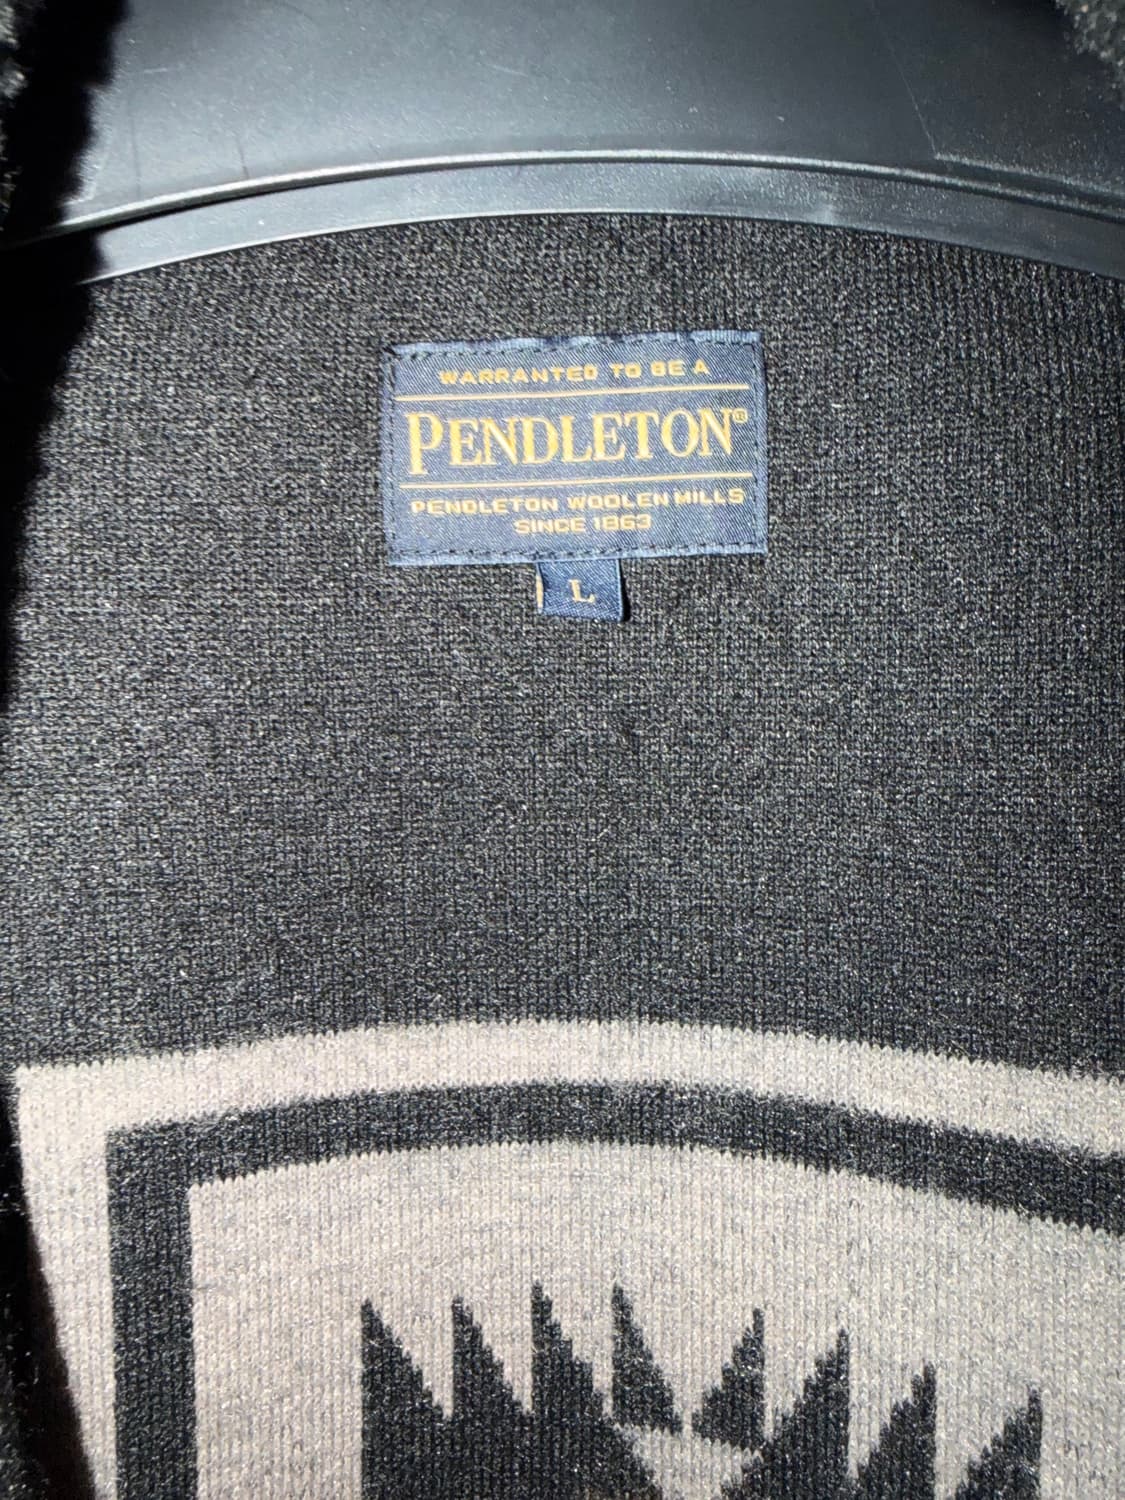 WARRANTED TO BE A
PENDLETON®
PENDLETON WOOLEN MILLS
SINCE 1863
L